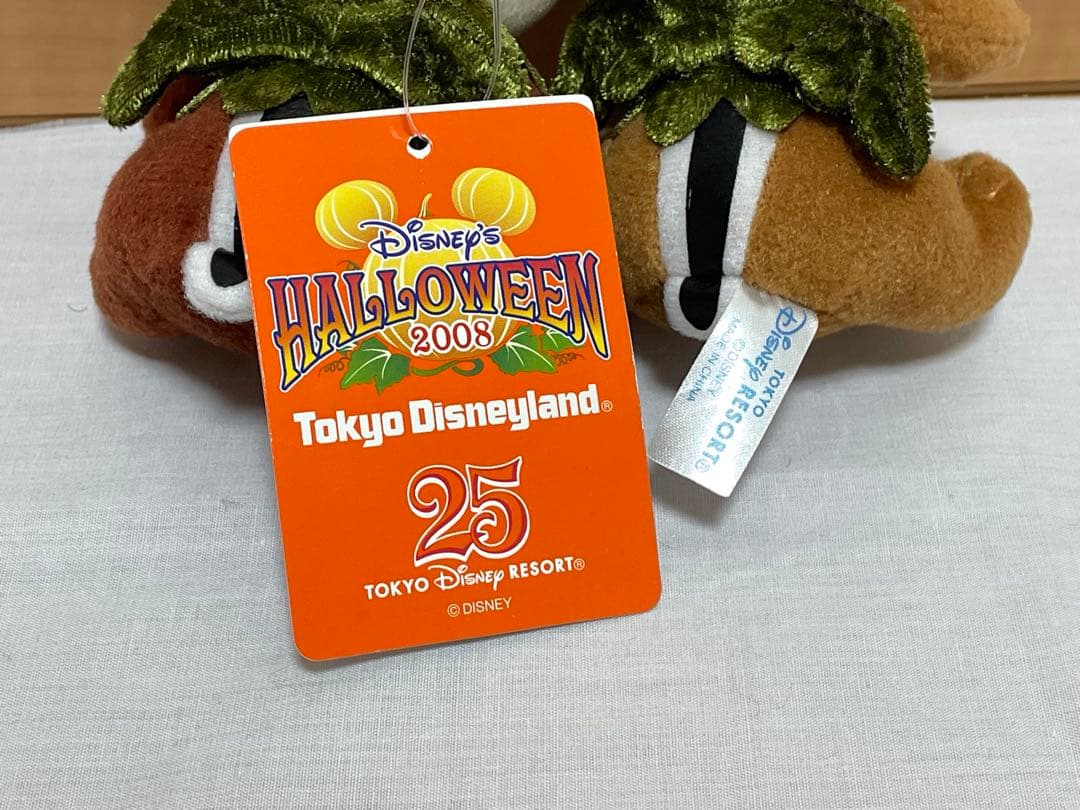 Disney's
HALLOWEEN
2008
Tokyo Disneyland®
25
TOKYO Disney RESORT®
© DISNEY
TOKYO
Disney RESORT®
©DISNEY
MADE IN CHINA